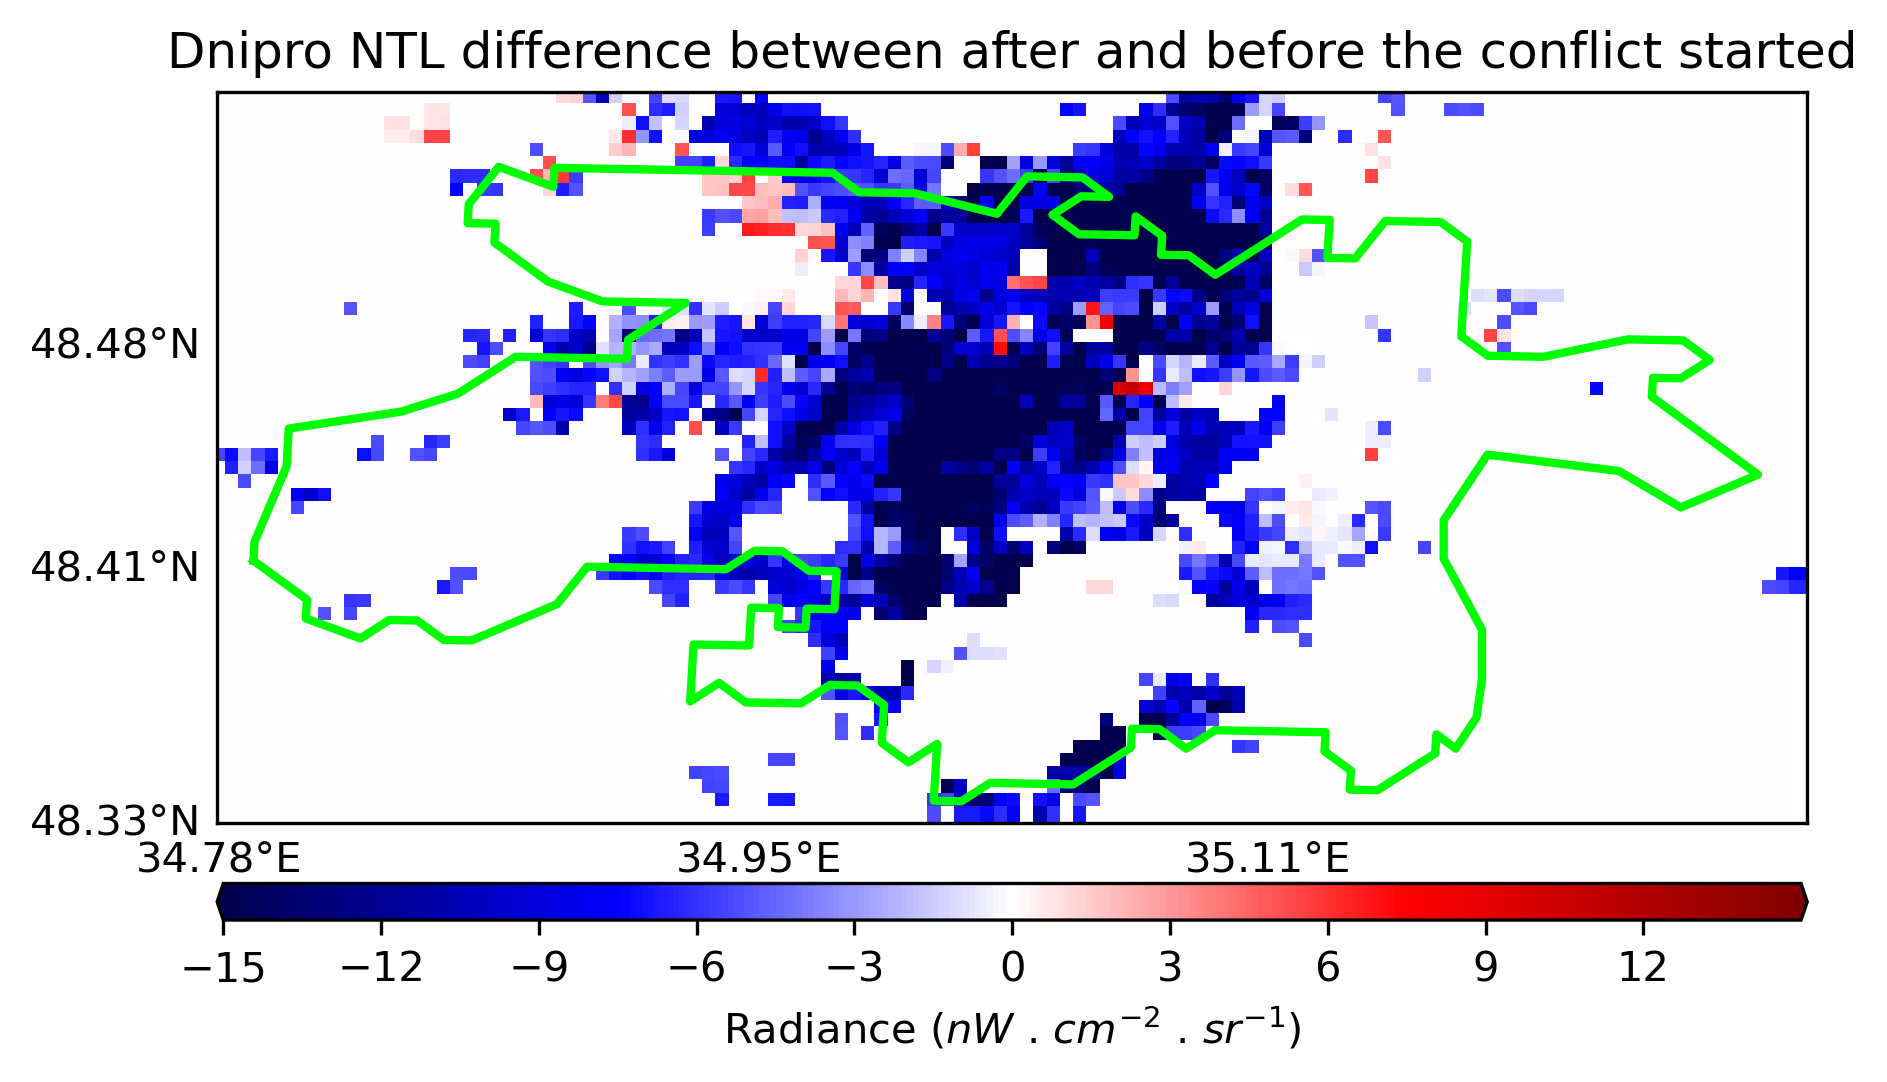 Dnipro NTL difference between after and before the conflict started
48.48°N
48.41°N
48.33°N
34.78°E 34.95°E 35.11°E
−15 −12 −9 −6 −3 0 3 6 9 12
Radiance (nW . cm⁻² . sr⁻¹)